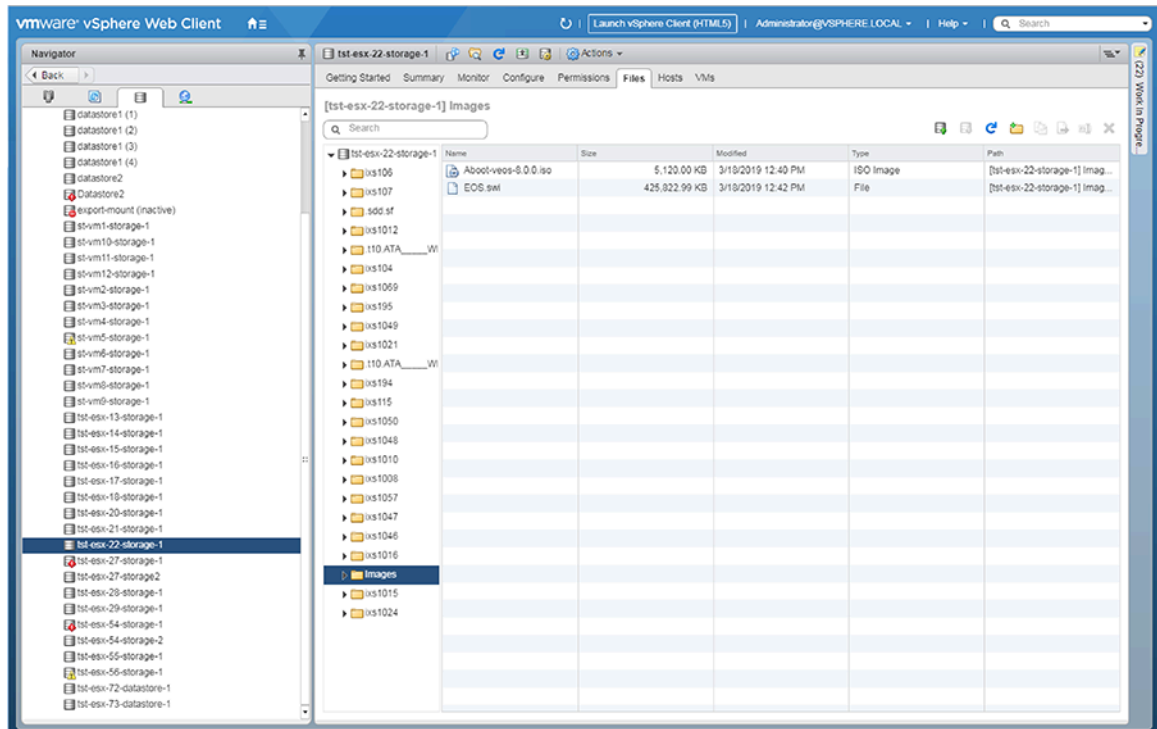 vmware® vSphere Web Client
Launch vSphere Client (HTML5) | Administrator@VSPHERE.LOCAL | Help | Search
Navigator
Back
datastore1 (1)
datastore1 (2)
datastore1 (3)
datastore1 (4)
datastore2
Datastore2
export-mount (inactive)
st-vm1-storage-1
st-vm10-storage-1
st-vm11-storage-1
st-vm12-storage-1
st-vm2-storage-1
st-vm3-storage-1
st-vm4-storage-1
st-vm5-storage-1
st-vm6-storage-1
st-vm7-storage-1
st-vm8-storage-1
st-vm9-storage-1
tst-esx-13-storage-1
tst-esx-14-storage-1
tst-esx-15-storage-1
tst-esx-16-storage-1
tst-esx-17-storage-1
tst-esx-18-storage-1
tst-esx-20-storage-1
tst-esx-21-storage-1
tst-esx-22-storage-1
tst-esx-27-storage-1
tst-esx-27-storage2
tst-esx-28-storage-1
tst-esx-29-storage-1
tst-esx-54-storage-1
tst-esx-54-storage-2
tst-esx-55-storage-1
tst-esx-56-storage-1
tst-esx-72-datastore-1
tst-esx-73-datastore-1
tst-esx-22-storage-1 Actions
Getting Started Summary Monitor Configure Permissions Files Hosts VMs
[tst-esx-22-storage-1] Images
Search
tst-esx-22-storage-1
ixs106
ixs107
.sdd.sf
ixs1012
.t10.ATA_____W
ixs104
ixs1069
ixs195
ixs1049
ixs1021
.t10.ATA_____W
ixs194
ixs115
ixs1050
ixs1048
ixs1010
ixs1008
ixs1057
ixs1047
ixs1046
ixs1016
Images
ixs1015
ixs1024
Name Size Modified Type Path
Aboot-veos-8.0.0.iso 5,120.00 KB 3/18/2019 12:40 PM ISO Image [tst-esx-22-storage-1] Imag...
EOS.swi 425,822.99 KB 3/18/2019 12:42 PM File [tst-esx-22-storage-1] Imag...
(22) Work In Progre...